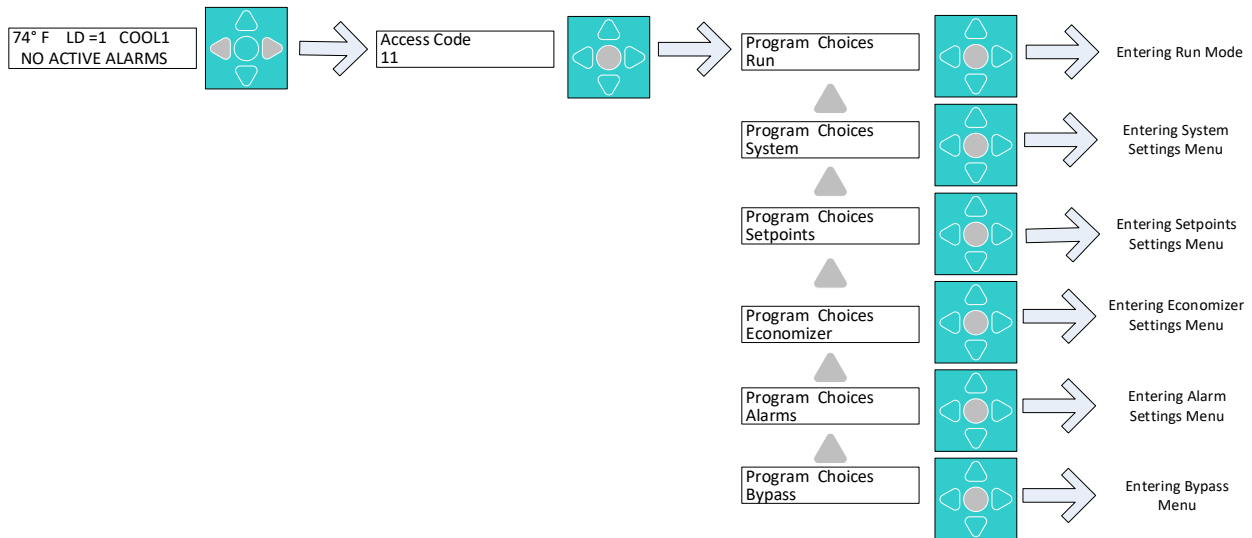 74° F LD =1 COOL1
NO ACTIVE ALARMS
Access Code
11
Program Choices
Run
Entering Run Mode
Program Choices
System
Entering System
Settings Menu
Program Choices
Setpoints
Entering Setpoints
Settings Menu
Program Choices
Economizer
Entering Economizer
Settings Menu
Program Choices
Alarms
Entering Alarm
Settings Menu
Program Choices
Bypass
Entering Bypass
Menu